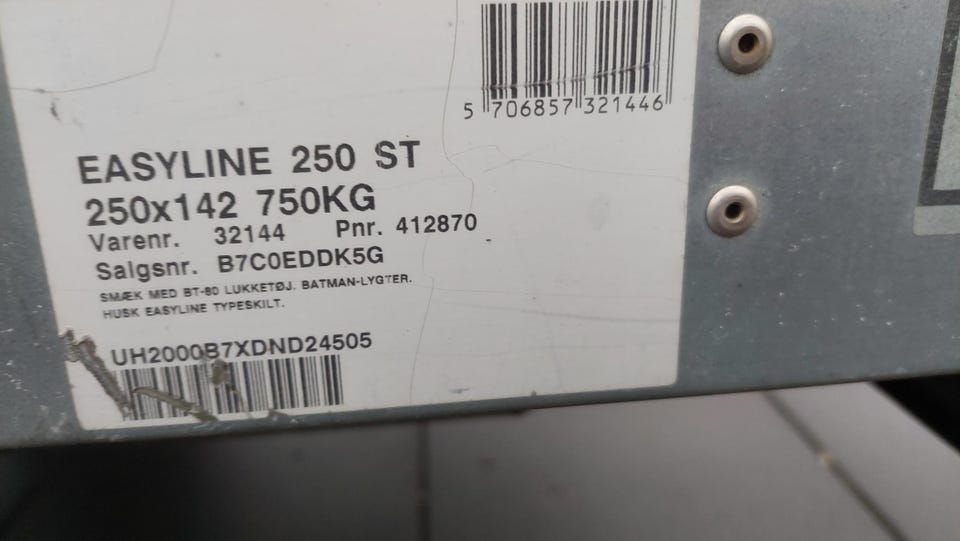 5 706857 321446
EASYLINE 250 ST
250x142 750KG
Varenr. 32144 Pnr. 412870
Salgsnr. B7C0EDDK5G
SMÆK MED BT-80 LUKKETØJ. BATMAN-LYGTER.
HUSK EASYLINE TYPESKILT.
UH2000B7XDND24505